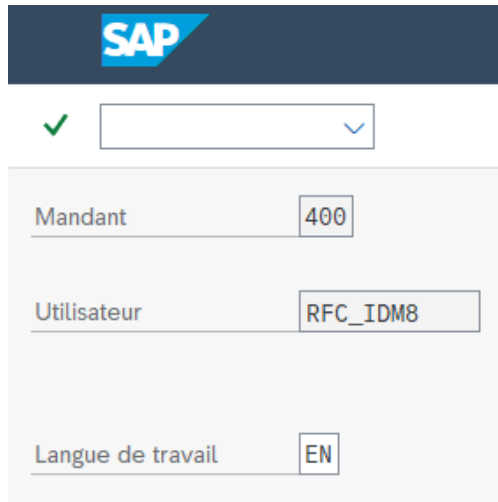 SAP
Mandant 400
Utilisateur RFC_IDM8
Langue de travail EN